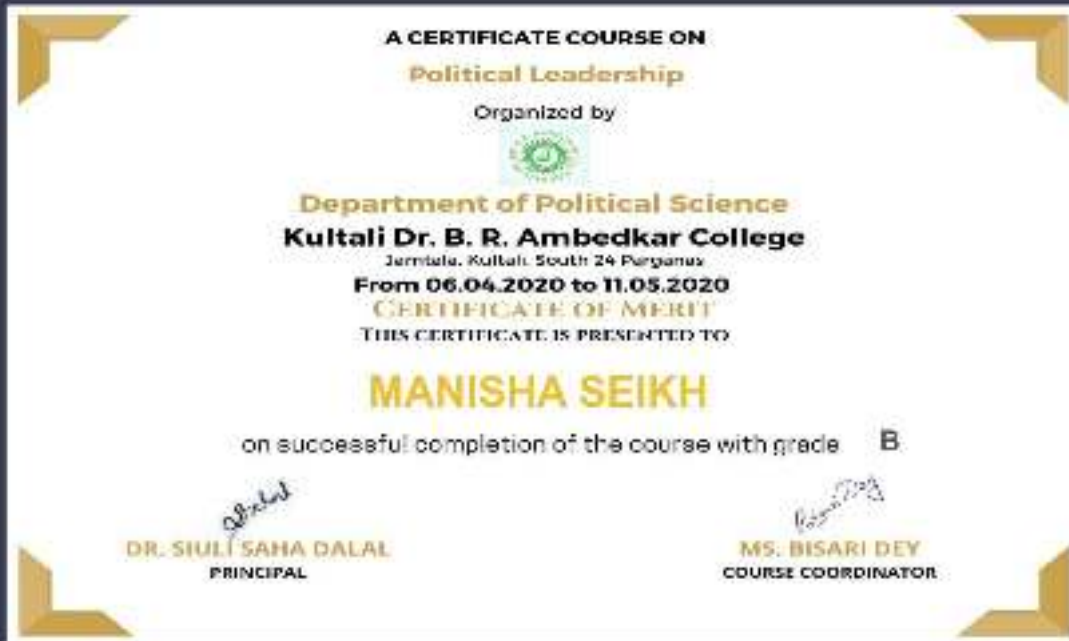 A CERTIFICATE COURSE ON
Political Leadership
Organized by
Department of Political Science
Kultali Dr. B. R. Ambedkar College
Jamtala, Kultali, South 24 Parganas
From 06.04.2020 to 11.05.2020
CERTIFICATE OF MERIT
THIS CERTIFICATE IS PRESENTED TO
MANISHA SEIKH
on successful completion of the course with grade B
DR. SIULI SAHA DALAL
PRINCIPAL
MS. BISARI DEY
COURSE COORDINATOR